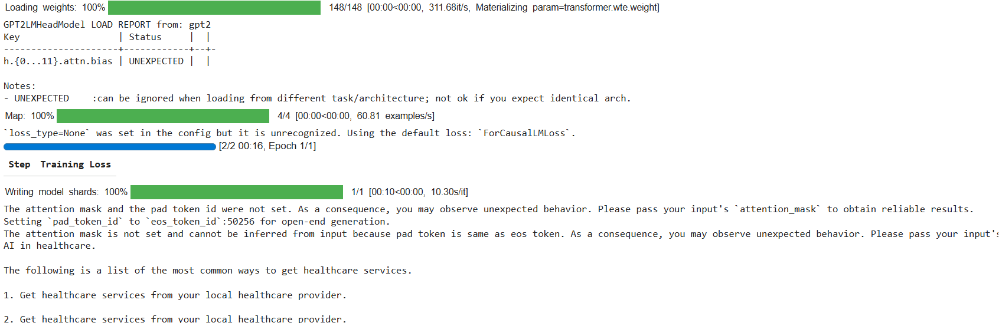 Loading weights: 100% 148/148 [00:00<00:00, 311.68it/s, Materializing param=transformer.wte.weight]
GPT2LMHeadModel LOAD REPORT from: gpt2
Key                  | Status     |  |
---------------------+------------+--+-
h.{0...11}.attn.bias | UNEXPECTED |  |
Notes:
- UNEXPECTED    :can be ignored when loading from different task/architecture; not ok if you expect identical arch.
Map: 100% 4/4 [00:00<00:00, 60.81 examples/s]
`loss_type=None` was set in the config but it is unrecognized. Using the default loss: `ForCausalLMLoss`.
[2/2 00:16, Epoch 1/1]
Step Training Loss
Writing model shards: 100% 1/1 [00:10<00:00, 10.30s/it]
The attention mask and the pad token id were not set. As a consequence, you may observe unexpected behavior. Please pass your input's `attention_mask` to obtain reliable results.
Setting `pad_token_id` to `eos_token_id`:50256 for open-end generation.
The attention mask is not set and cannot be inferred from input because pad token is same as eos token. As a consequence, you may observe unexpected behavior. Please pass your input's
AI in healthcare.
The following is a list of the most common ways to get healthcare services.
1. Get healthcare services from your local healthcare provider.
2. Get healthcare services from your local healthcare provider.